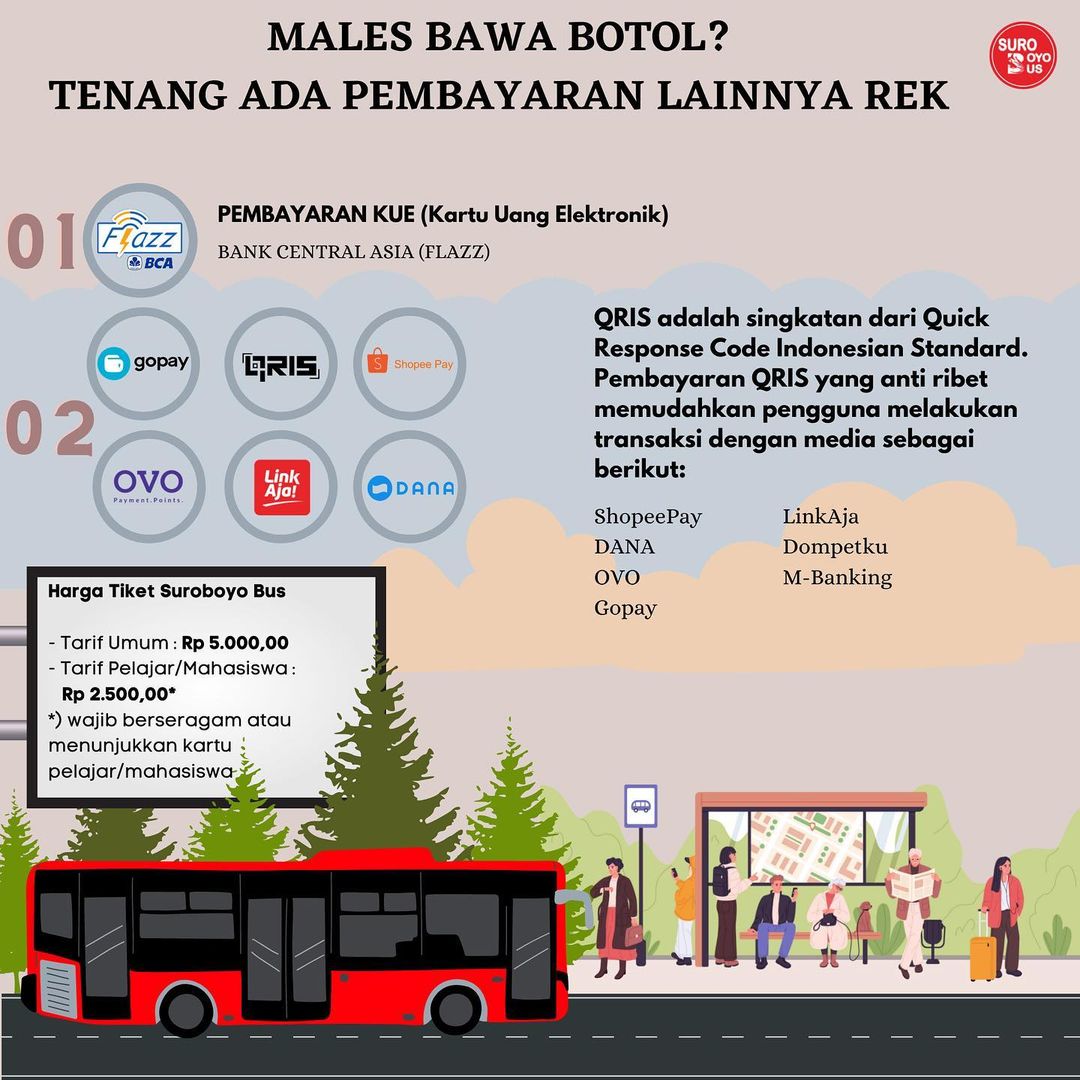 MALES BAWA BOTOL?
TENANG ADA PEMBAYARAN LAINNYA REK
SURO
OYO
BUS
01
Flazz
BCA
PEMBAYARAN KUE (Kartu Uang Elektronik)
BANK CENTRAL ASIA (FLAZZ)
02
gopay
QRIS
Shopee Pay
OVO
Payment.Points.
Link
Aja!
DANA
QRIS adalah singkatan dari Quick
Response Code Indonesian Standard.
Pembayaran QRIS yang anti ribet
memudahkan pengguna melakukan
transaksi dengan media sebagai
berikut:
ShopeePay
DANA
OVO
Gopay
LinkAja
Dompetku
M-Banking
Harga Tiket Suroboyo Bus
- Tarif Umum : Rp 5.000,00
- Tarif Pelajar/Mahasiswa :
Rp 2.500,00*
*) wajib berseragam atau
menunjukkan kartu
pelajar/mahasiswa